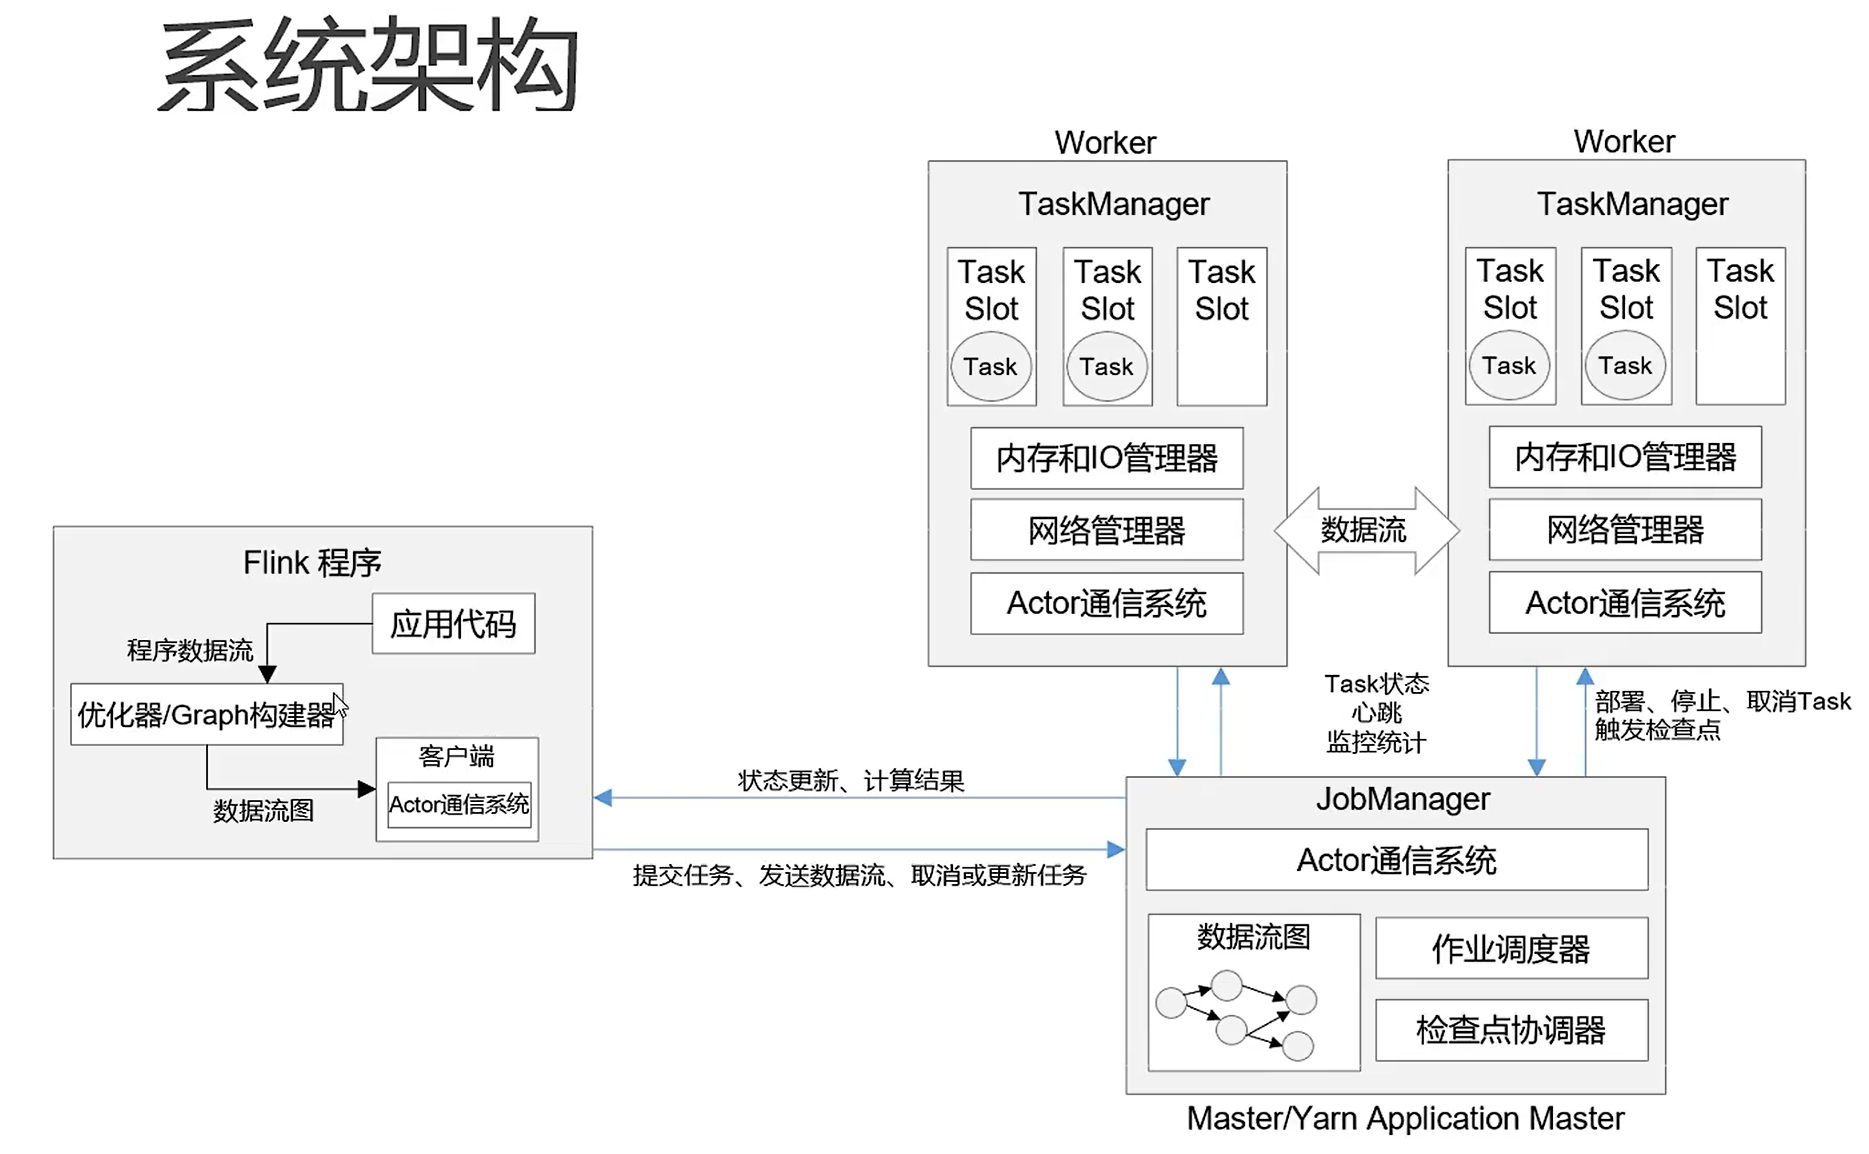 系统架构
Worker
TaskManager
Task
Slot
Task
Task
Slot
Task
Task
Slot
内存和IO管理器
网络管理器
Actor通信系统
数据流
Worker
TaskManager
Task
Slot
Task
Task
Slot
Task
Task
Slot
内存和IO管理器
网络管理器
Actor通信系统
Flink 程序
应用代码
程序数据流
优化器/Graph构建器
数据流图
客户端
Actor通信系统
状态更新、计算结果
提交任务、发送数据流、取消或更新任务
Task状态
心跳
监控统计
部署、停止、取消Task
触发检查点
JobManager
Actor通信系统
数据流图
作业调度器
检查点协调器
Master/Yarn Application Master